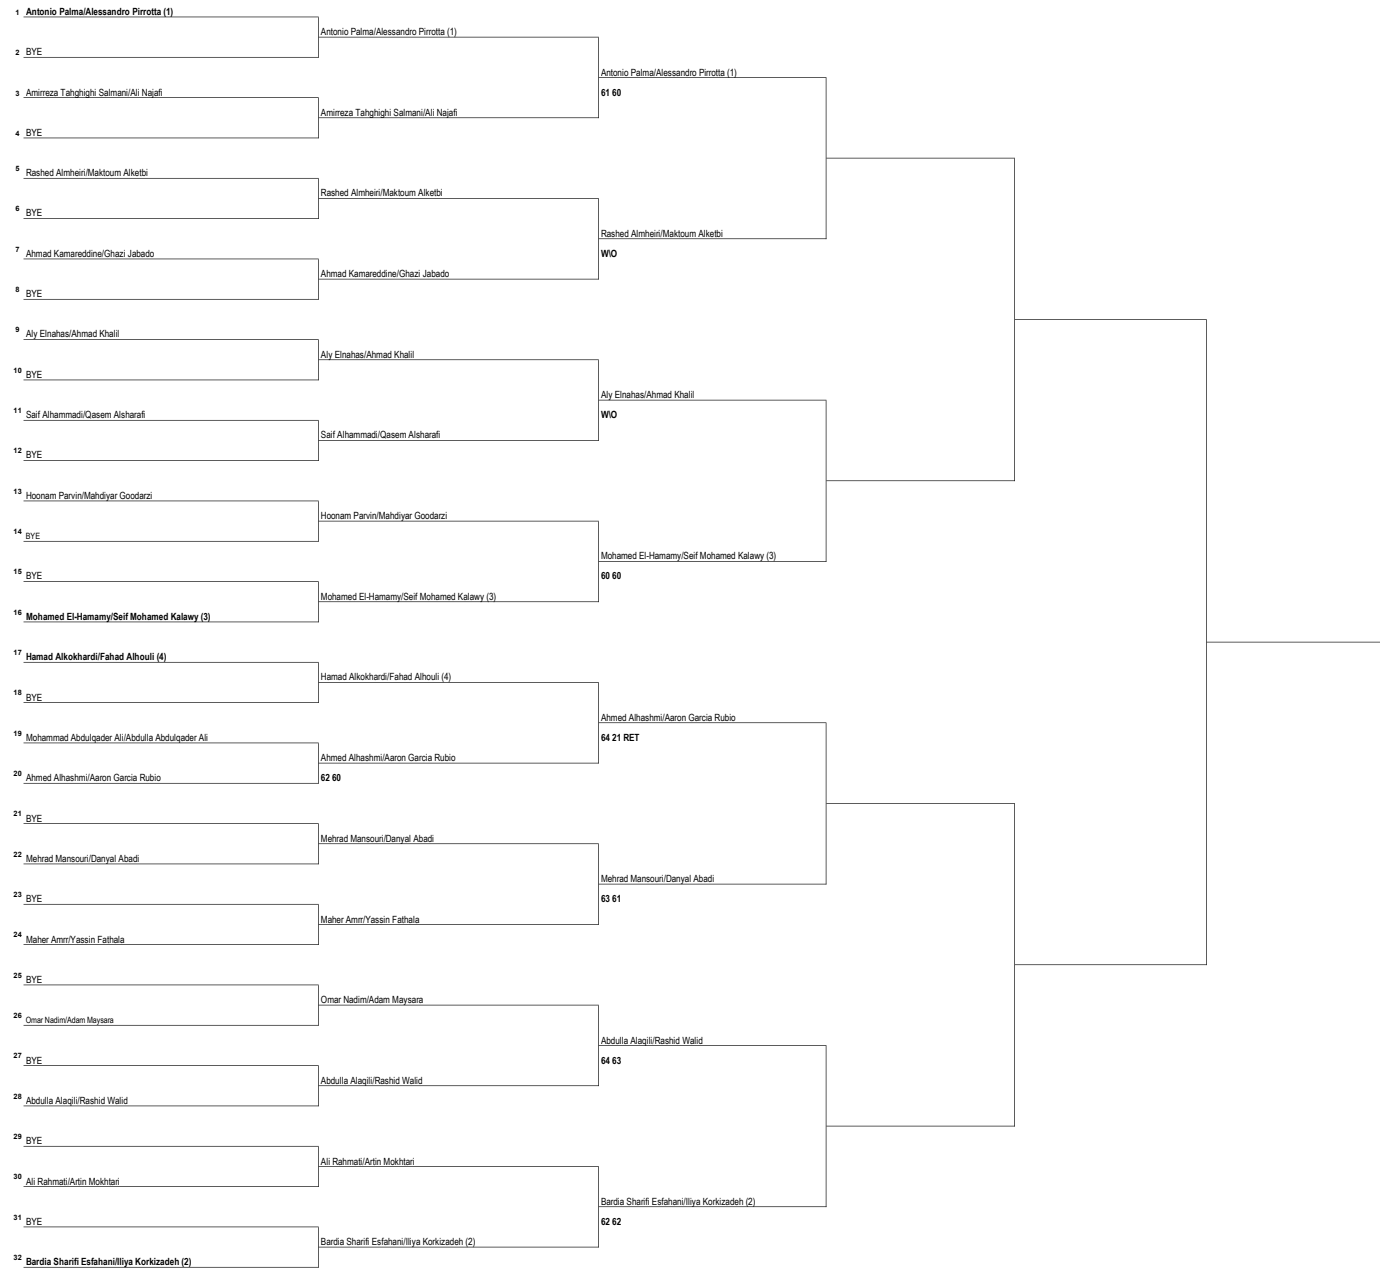 1 Antonio Palma/Alessandro Pirrotta (1)
Antonio Palma/Alessandro Pirrotta (1)
2 BYE
Antonio Palma/Alessandro Pirrotta (1)
3 Amirreza Tahghighi Salmani/Ali Najafi
61 60
Amirreza Tahghighi Salmani/Ali Najafi
4 BYE
5 Rashed Almheiri/Maktoum Alketbi
Rashed Almheiri/Maktoum Alketbi
6 BYE
Rashed Almheiri/Maktoum Alketbi
7 Ahmad Kamareddine/Ghazi Jabado
W\O
Ahmad Kamareddine/Ghazi Jabado
8 BYE
9 Aly Elnahas/Ahmad Khalil
Aly Elnahas/Ahmad Khalil
10 BYE
Aly Elnahas/Ahmad Khalil
11 Saif Alhammadi/Qasem Alsharafi
W\O
Saif Alhammadi/Qasem Alsharafi
12 BYE
13 Hoonam Parvin/Mahdiyar Goodarzi
Hoonam Parvin/Mahdiyar Goodarzi
14 BYE
Mohamed El-Hamamy/Seif Mohamed Kalawy (3)
15 BYE
60 60
Mohamed El-Hamamy/Seif Mohamed Kalawy (3)
16 Mohamed El-Hamamy/Seif Mohamed Kalawy (3)
17 Hamad Alkokhardi/Fahad Alhouli (4)
Hamad Alkokhardi/Fahad Alhouli (4)
18 BYE
Ahmed Alhashmi/Aaron Garcia Rubio
19 Mohammad Abdulqader Ali/Abdulla Abdulqader Ali
64 21 RET
Ahmed Alhashmi/Aaron Garcia Rubio
20 Ahmed Alhashmi/Aaron Garcia Rubio
62 60
21 BYE
Mehrad Mansouri/Danyal Abadi
22 Mehrad Mansouri/Danyal Abadi
Mehrad Mansouri/Danyal Abadi
23 BYE
63 61
Maher Amrr/Yassin Fathala
24 Maher Amrr/Yassin Fathala
25 BYE
Omar Nadim/Adam Maysara
26 Omar Nadim/Adam Maysara
Abdulla Alaqili/Rashid Walid
27 BYE
64 63
Abdulla Alaqili/Rashid Walid
28 Abdulla Alaqili/Rashid Walid
29 BYE
Ali Rahmati/Artin Mokhtari
30 Ali Rahmati/Artin Mokhtari
Bardia Sharifi Esfahani/Iliya Korkizadeh (2)
31 BYE
62 62
Bardia Sharifi Esfahani/Iliya Korkizadeh (2)
32 Bardia Sharifi Esfahani/Iliya Korkizadeh (2)